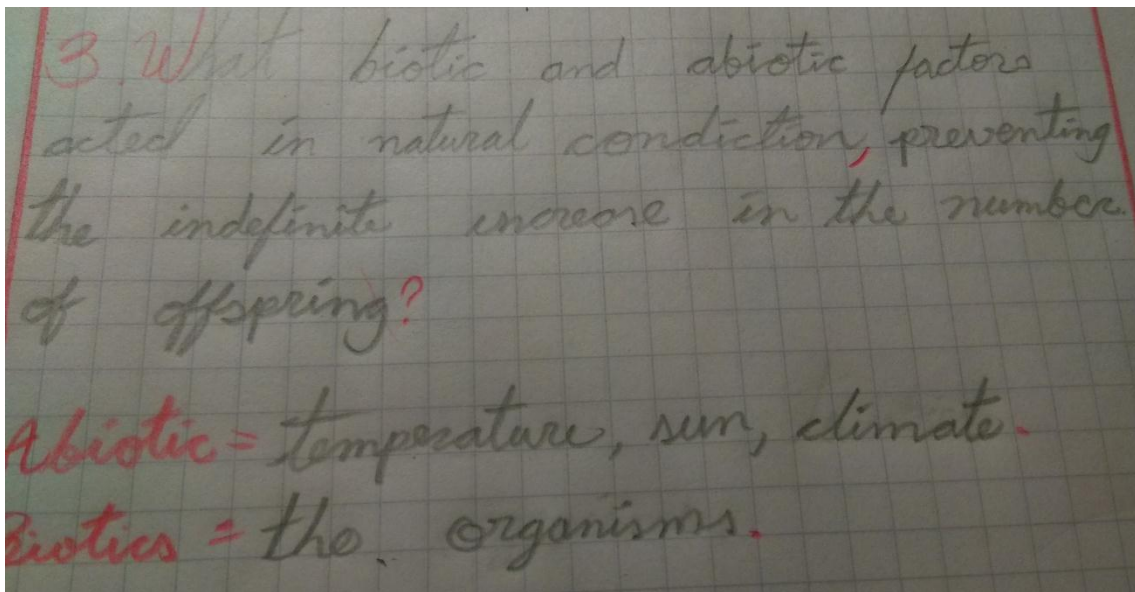 3. What biotic and abiotic factors
acted in natural condiction, preventing
the indefinite increase in the number
of offspring?
Abiotic = temperature, sun, climate.
Biotics = the organisms.